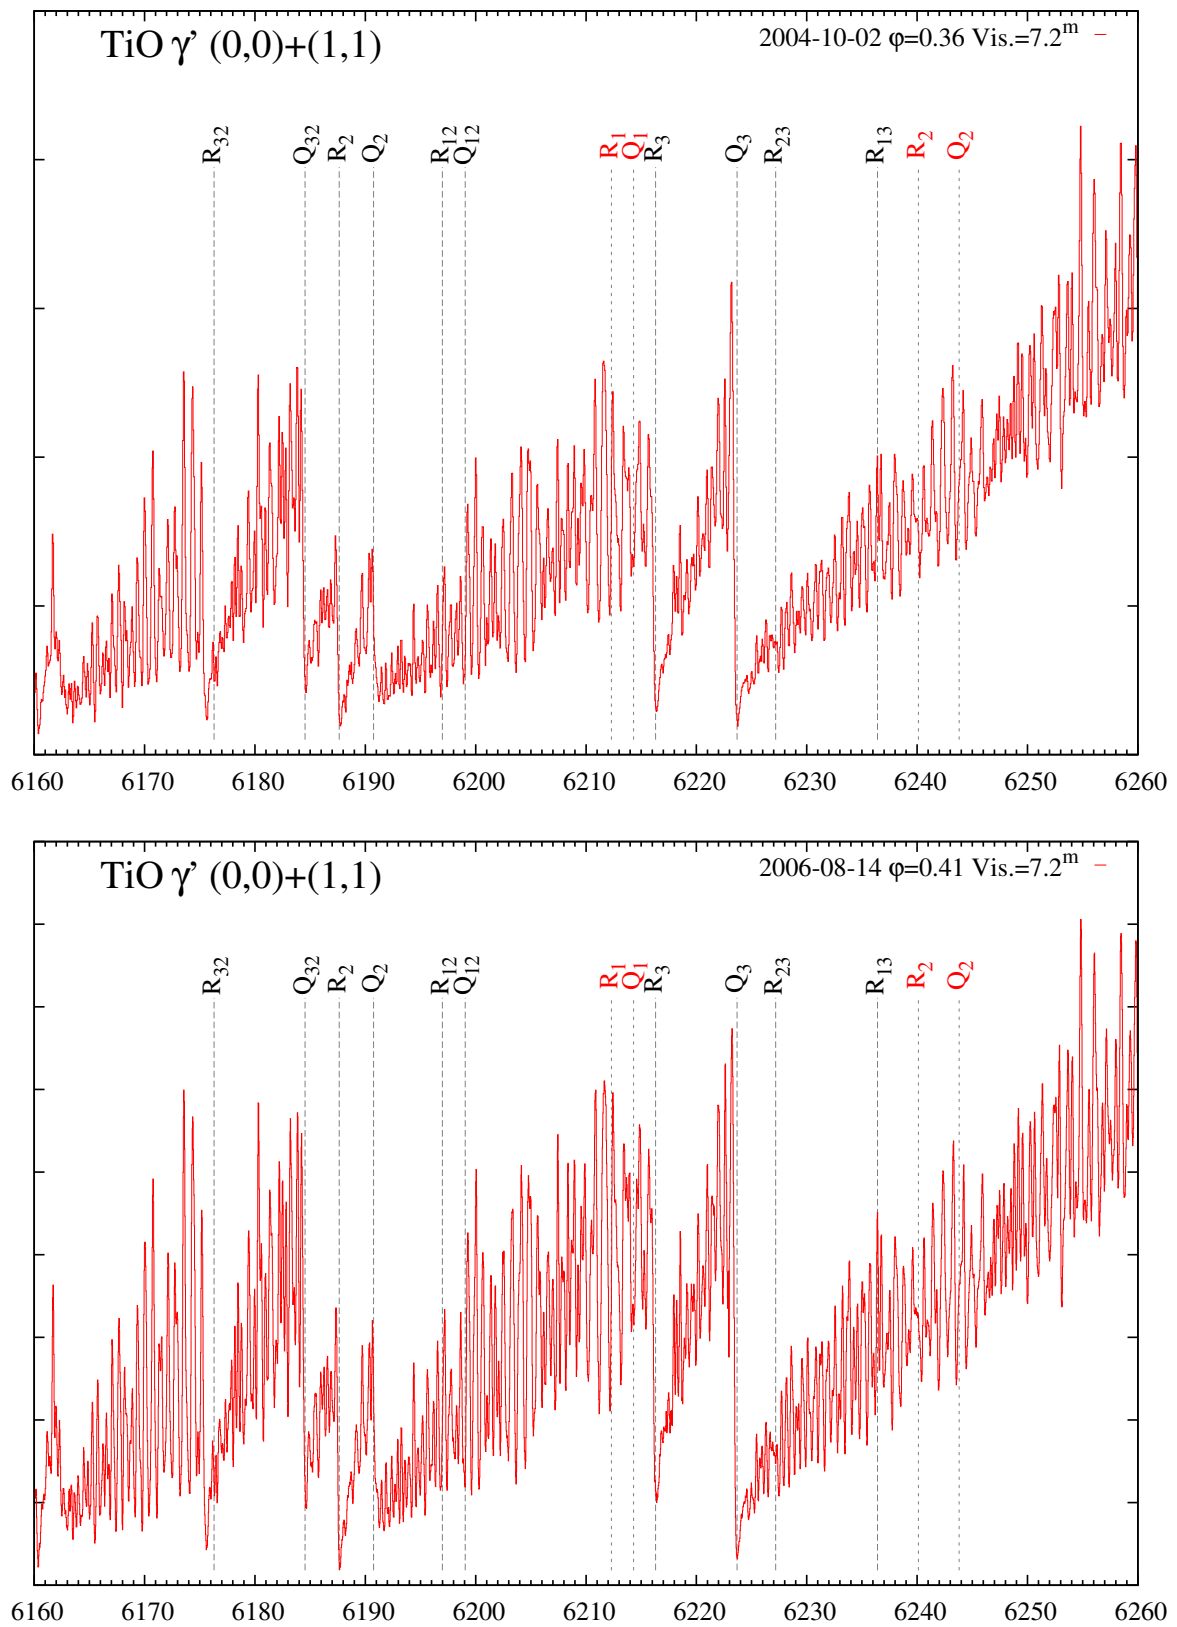 TiO γ’ (0,0)+(1,1) 2004-10-02 φ=0.36 Vis.=7.2ᵐ
R₃₂ Q₃₂ R₂ Q₂ R₁₂ Q₁₂ R₁ Q₁ R₃ Q₃ R₂₃ R₁₃ R₂ Q₂
6160 6170 6180 6190 6200 6210 6220 6230 6240 6250 6260
TiO γ’ (0,0)+(1,1) 2006-08-14 φ=0.41 Vis.=7.2ᵐ
R₃₂ Q₃₂ R₂ Q₂ R₁₂ Q₁₂ R₁ Q₁ R₃ Q₃ R₂₃ R₁₃ R₂ Q₂
6160 6170 6180 6190 6200 6210 6220 6230 6240 6250 6260